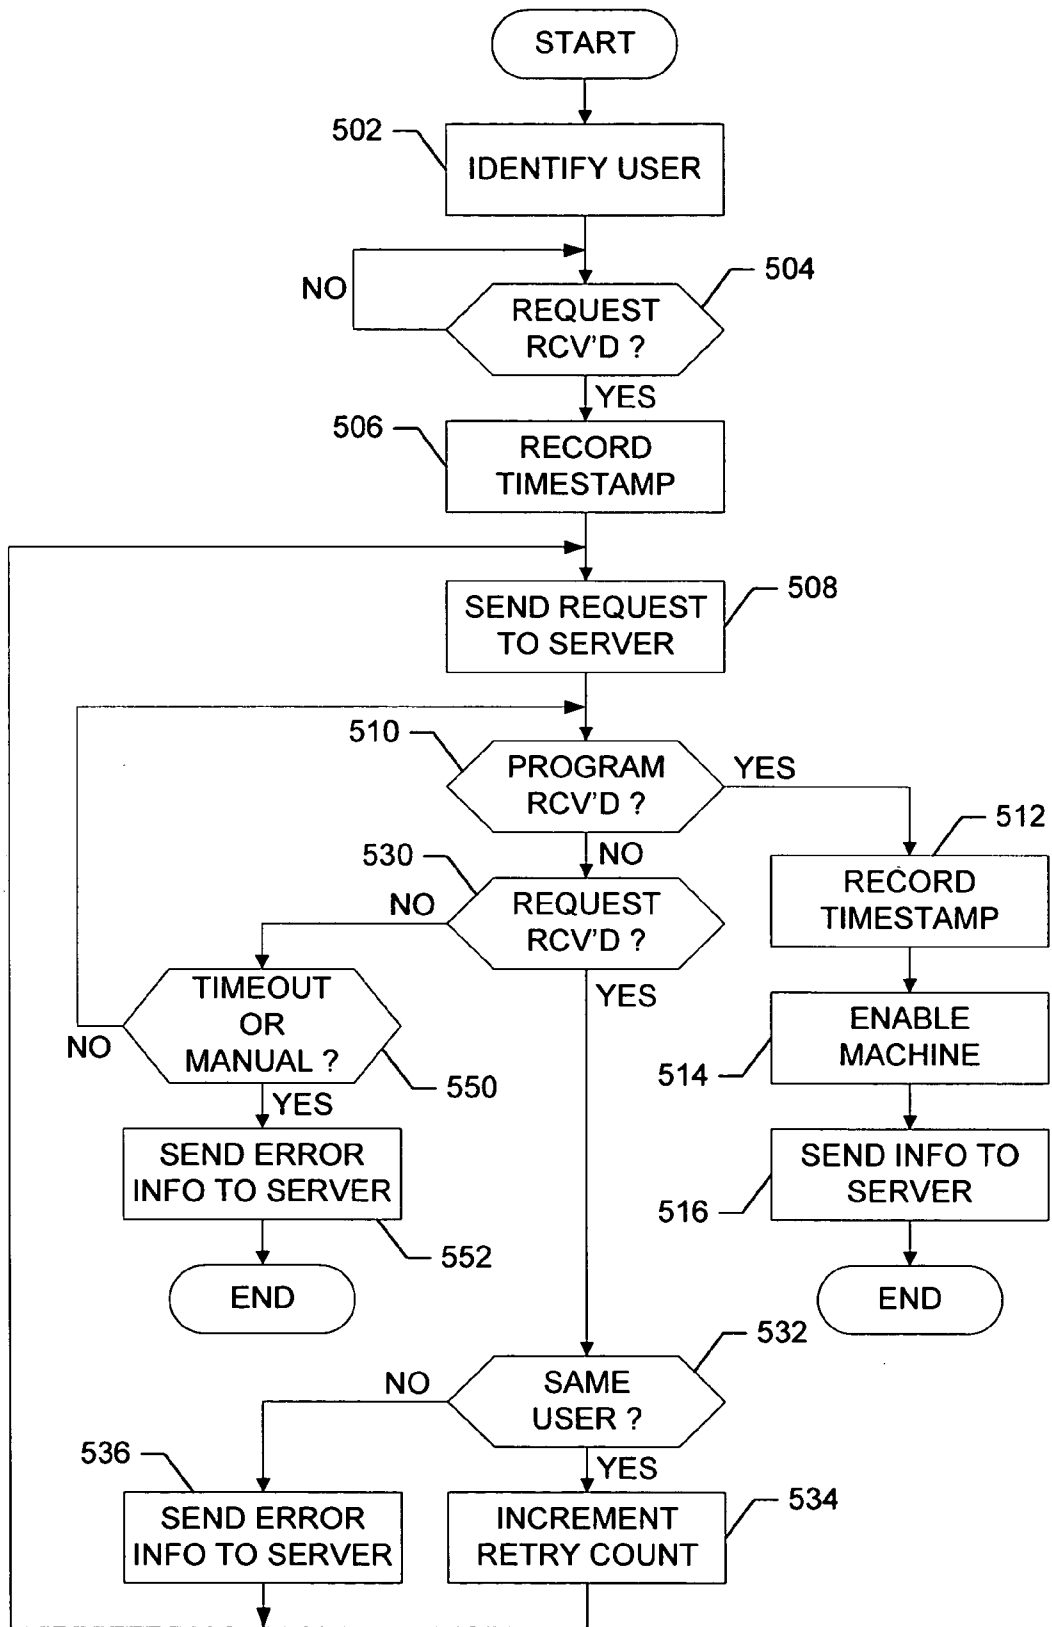 START
502
IDENTIFY USER
504
NO
REQUEST
RCV'D ?
YES
506
RECORD
TIMESTAMP
508
SEND REQUEST
TO SERVER
510
PROGRAM
RCV'D ?
YES
NO
512
RECORD
TIMESTAMP
530
NO
REQUEST
RCV'D ?
YES
TIMEOUT
OR
MANUAL ?
NO
550
YES
514
ENABLE
MACHINE
SEND ERROR
INFO TO SERVER
552
END
516
SEND INFO TO
SERVER
END
532
NO
SAME
USER ?
YES
536
SEND ERROR
INFO TO SERVER
534
INCREMENT
RETRY COUNT